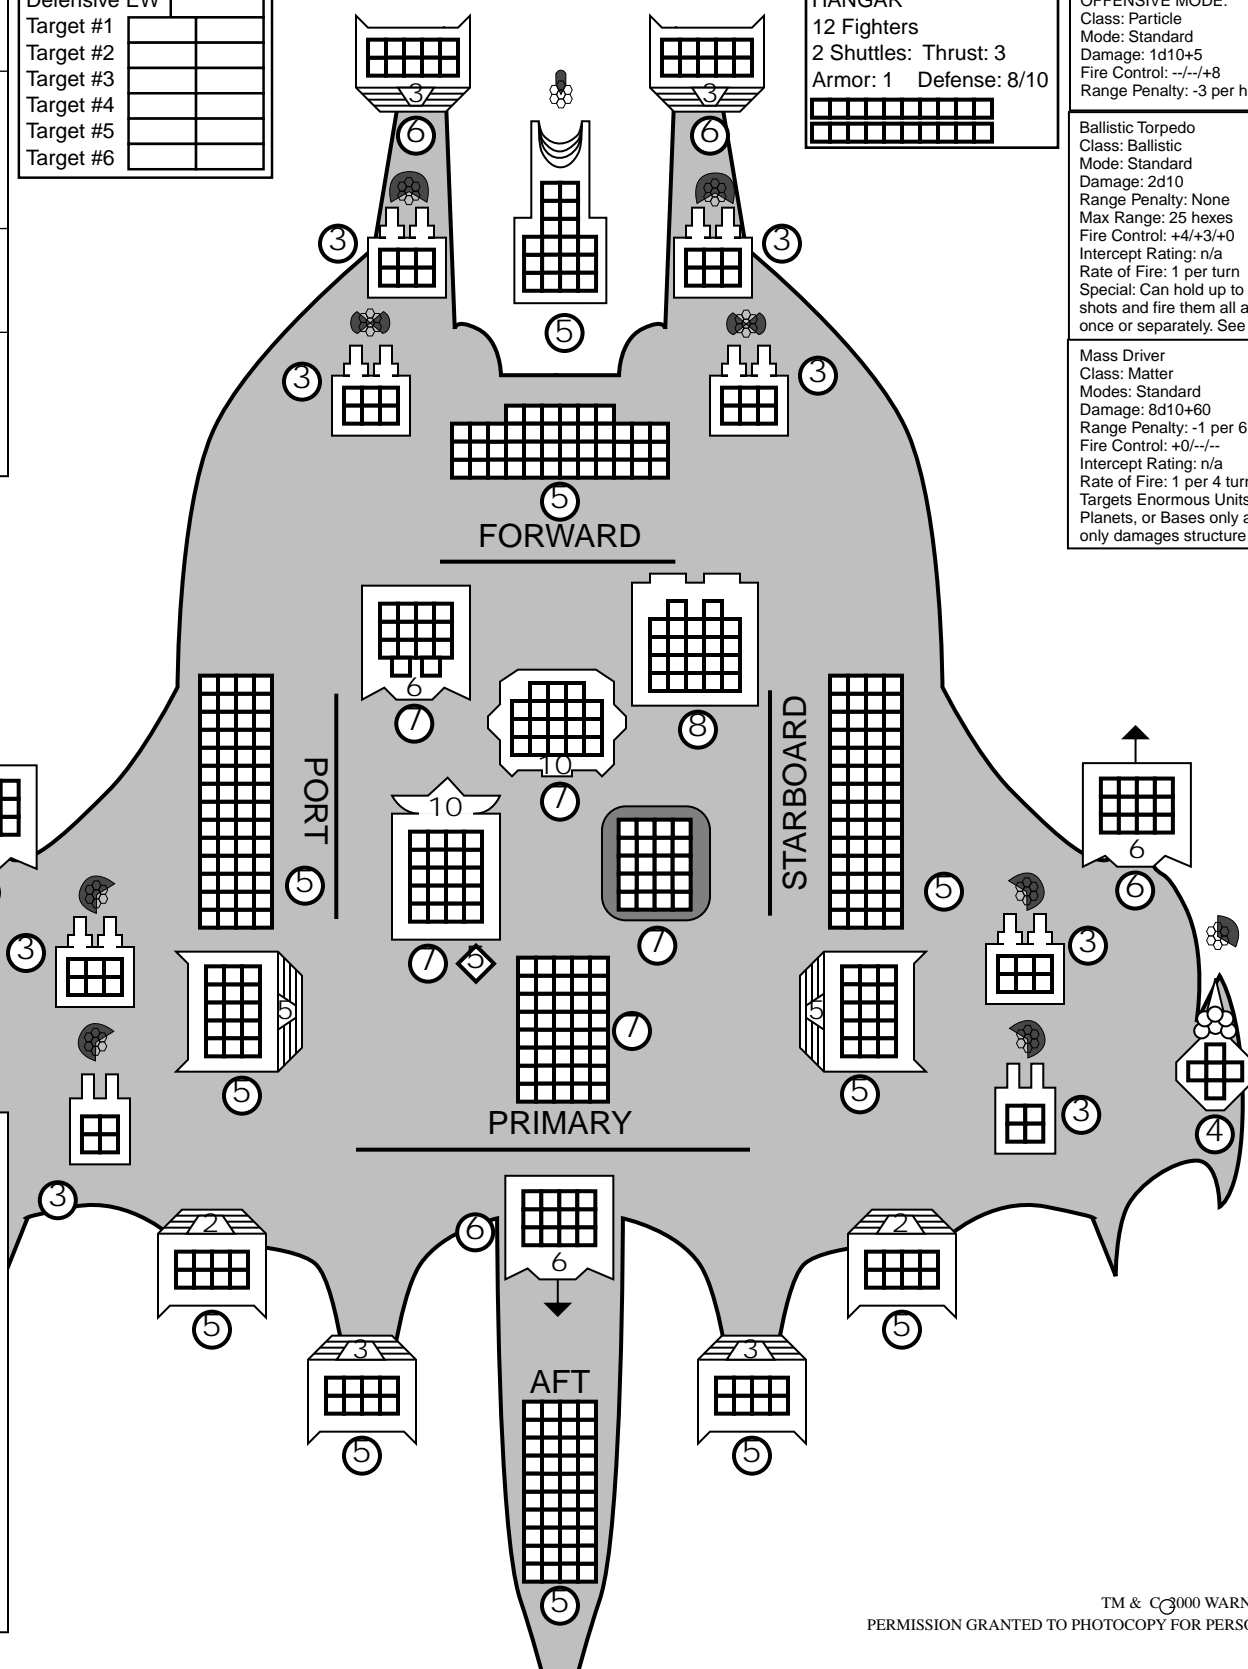 Defensive EW
Target #1
Target #2
Target #3
Target #4
Target #5
Target #6
HANGAR
12 Fighters
2 Shuttles: Thrust: 3
Armor: 1 Defense: 8/10
OFFENSIVE MODE:
Class: Particle
Mode: Standard
Damage: 1d10+5
Fire Control: --/--/+8
Range Penalty: -3 per h
Ballistic Torpedo
Class: Ballistic
Mode: Standard
Damage: 2d10
Range Penalty: None
Max Range: 25 hexes
Fire Control: +4/+3/+0
Intercept Rating: n/a
Rate of Fire: 1 per turn
Special: Can hold up to
shots and fire them all a
once or separately. See
Mass Driver
Class: Matter
Modes: Standard
Damage: 8d10+60
Range Penalty: -1 per 6
Fire Control: +0/--/--
Intercept Rating: n/a
Rate of Fire: 1 per 4 turn
Targets Enormous Units
Planets, or Bases only a
only damages structure
3
3
6
6
3
3
5
3
3
5
FORWARD
6
7
8
10
7
PORT
STARBOARD
10
6
6
5
5
3
3
7
5
7
7
5
5
5
5
3
4
PRIMARY
3
2
2
6
6
5
5
3
3
AFT
5
5
5
TM & C 2000 WARN
PERMISSION GRANTED TO PHOTOCOPY FOR PERSO